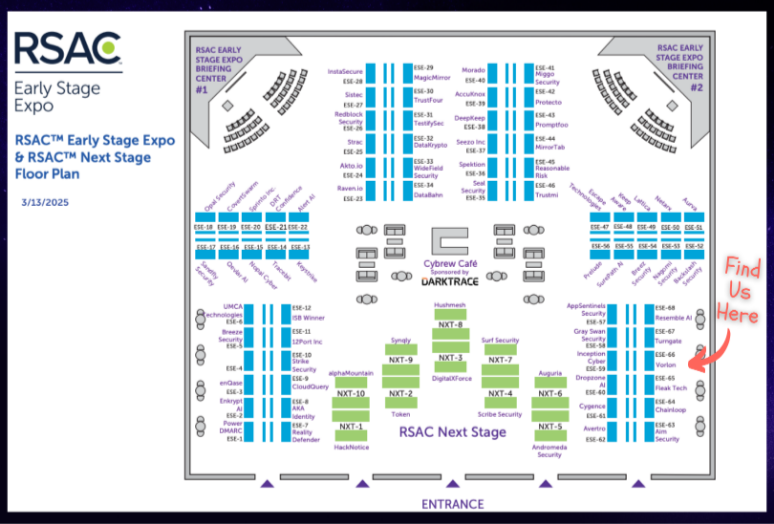 RSAC
Early Stage
Expo
RSAC™ Early Stage Expo
& RSAC™ Next Stage
Floor Plan
3/13/2025
RSAC EARLY
STAGE EXPO
BRIEFING
CENTER
#1
RSAC EARLY
STAGE EXPO
BRIEFING
CENTER
#2
InstaSecure
ESE-28
Sistec
ESE-27
Redblock
Security
ESE-26
Strac
ESE-25
Akto.io
ESE-24
Raven.io
ESE-23
ESE-29
MagicMirror
ESE-30
TrustFour
ESE-31
TestifySec
ESE-32
DataKrypto
ESE-33
WideField
Security
ESE-34
DataBahn
Morado
ESE-40
AccuKnox
ESE-39
DeepKeep
ESE-38
Seezo Inc
ESE-37
Spektion
ESE-36
Seal
Security
ESE-35
ESE-41
Miggo
Security
ESE-42
Protecto
ESE-43
Promptfoo
ESE-44
MirrorTab
ESE-45
Reasonable
Risk
ESE-46
Trustmi
Opal Security
CovertSwarm
Sprinto Inc.
DRT
Confidence
Alert AI
ESE-18 ESE-19 ESE-20 ESE-21 ESE-22
ESE-17 ESE-16 ESE-15 ESE-14 ESE-13
Sendity
Security
Devler AI
Nopal Cyber
Tracebit
Keystrike
Escape
Technologies
Keep
Aware
Lattica
Netarx
Aurva
ESE-47 ESE-48 ESE-49 ESE-50 ESE-51
ESE-56 ESE-55 ESE-54 ESE-53 ESE-52
Prelude
SurePath AI
Breez
Security
Nagomi
Security
Backslash
Security
Cybrew Café
Sponsored by
DARKTRACE
Find
Us
Here
UMCA
Technologies
ESE-6
Breeze
Security
ESE-5
ESE-4
enQase
ESE-3
Enkrypt
AI
ESE-2
Power
DMARC
ESE-1
ESE-12
ISB Winner
ESE-11
12Port Inc
ESE-10
Strike
Security
ESE-9
CloudQuery
ESE-8
AKA
Identity
ESE-7
Reality
Defender
Hushmesh
NXT-8
NXT-3
DigitalXForce
Synqly
NXT-9
NXT-2
Token
Surf Security
NXT-7
NXT-4
Scribe Security
alphaMountain
NXT-10
NXT-1
HackNotice
Auguria
NXT-6
NXT-5
Andromeda
Security
RSAC Next Stage
AppSentinels
Security
ESE-57
Gray Swan
Security
ESE-58
Inception
Cyber
ESE-59
Dropzone
AI
ESE-60
Cygence
ESE-61
Avertro
ESE-62
ESE-68
Resemble AI
ESE-67
Turngate
ESE-66
Vorlon
ESE-65
Fleak Tech
ESE-64
Chainloop
ESE-63
Aim
Security
ENTRANCE